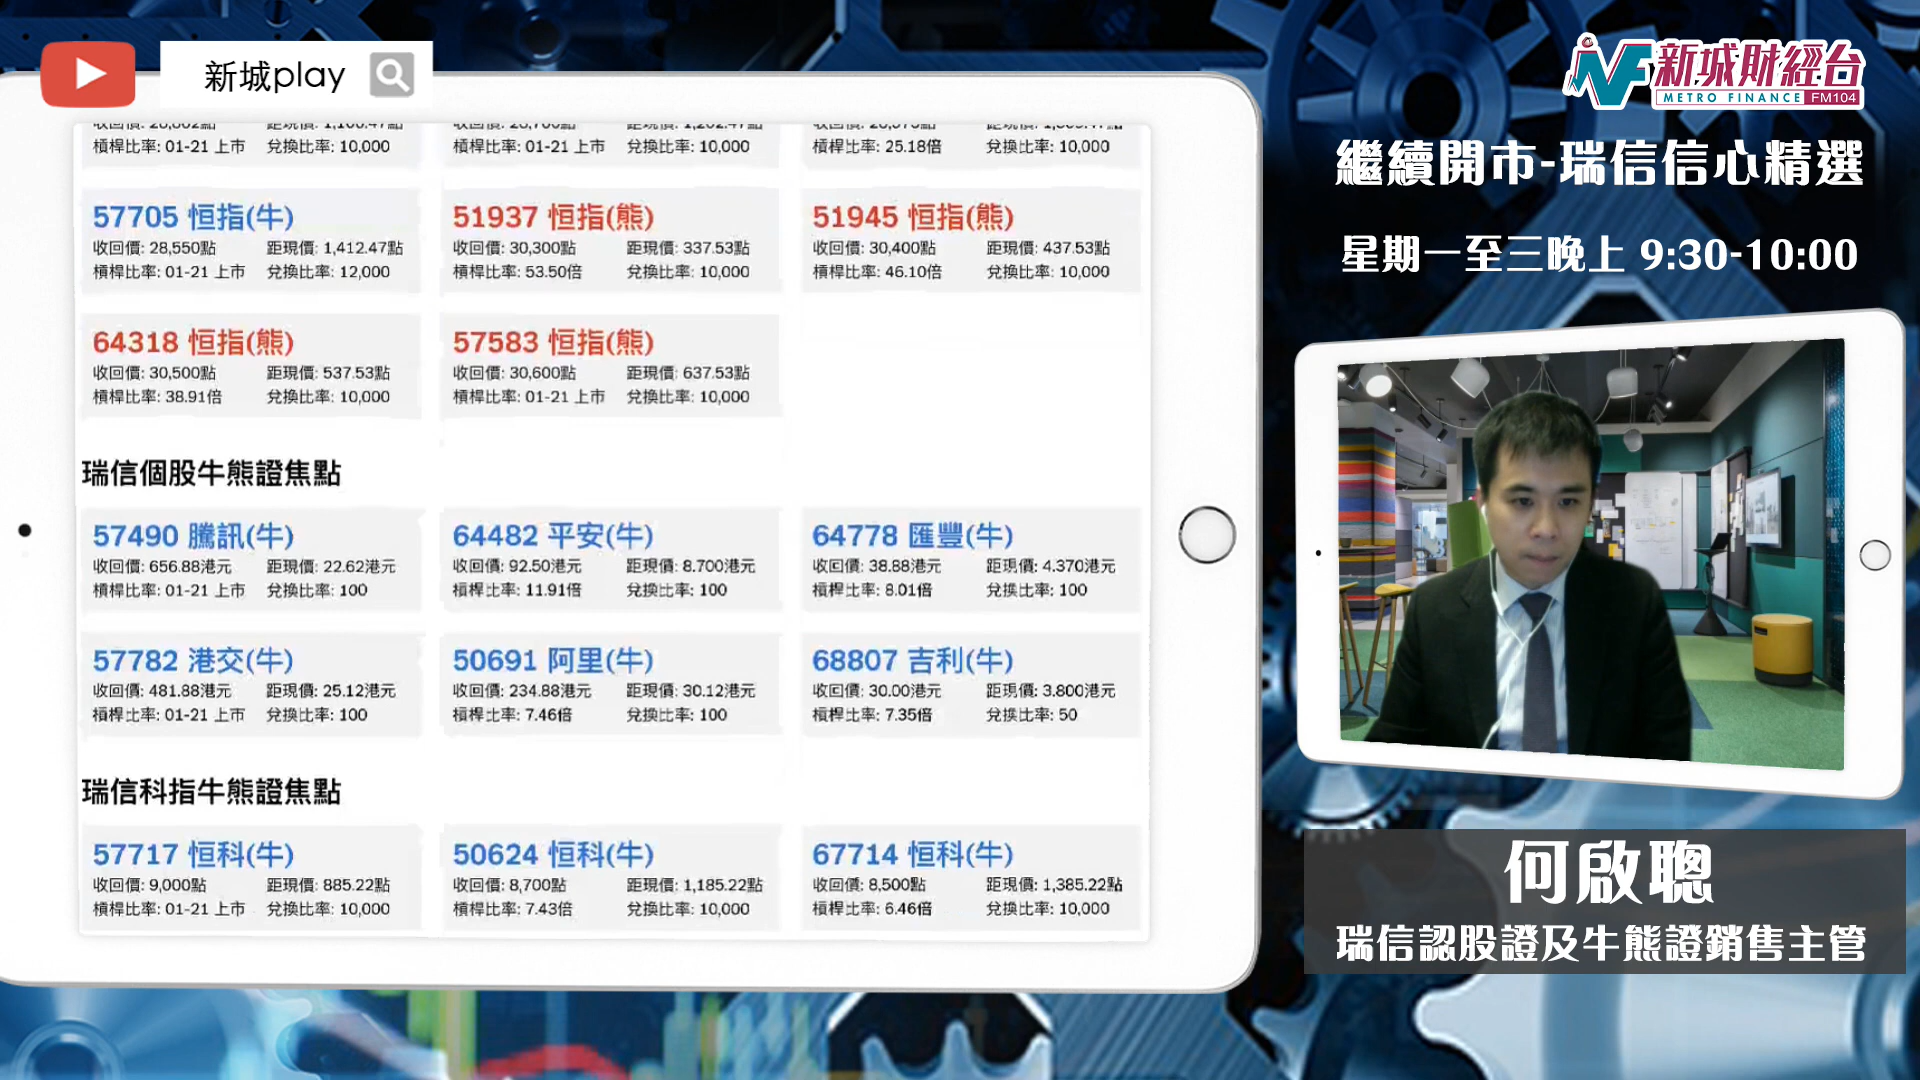 新城play
新城財經台
METRO FINANCE FM104
繼續開市-瑞信信心精選
星期一至三晚上 9:30-10:00
槓桿比率: 01-21 上市 兌換比率: 10,000
槓桿比率: 01-21 上市 兌換比率: 10,000
槓桿比率: 25.18倍 兌換比率: 10,000
57705 恒指(牛)
收回價: 28,550點 距現價: 1,412.47點
槓桿比率: 01-21 上市 兌換比率: 12,000
51937 恒指(熊)
收回價: 30,300點 距現價: 337.53點
槓桿比率: 53.50倍 兌換比率: 10,000
51945 恒指(熊)
收回價: 30,400點 距現價: 437.53點
槓桿比率: 46.10倍 兌換比率: 10,000
64318 恒指(熊)
收回價: 30,500點 距現價: 537.53點
槓桿比率: 38.91倍 兌換比率: 10,000
57583 恒指(熊)
收回價: 30,600點 距現價: 637.53點
槓桿比率: 01-21 上市 兌換比率: 10,000
瑞信個股牛熊證焦點
57490 騰訊(牛)
收回價: 656.88港元 距現價: 22.62港元
槓桿比率: 01-21 上市 兌換比率: 100
64482 平安(牛)
收回價: 92.50港元 距現價: 8.700港元
槓桿比率: 11.91倍 兌換比率: 100
64778 匯豐(牛)
收回價: 38.88港元 距現價: 4.370港元
槓桿比率: 8.01倍 兌換比率: 100
57782 港交(牛)
收回價: 481.88港元 距現價: 25.12港元
槓桿比率: 01-21 上市 兌換比率: 100
50691 阿里(牛)
收回價: 234.88港元 距現價: 30.12港元
槓桿比率: 7.46倍 兌換比率: 100
68807 吉利(牛)
收回價: 30.00港元 距現價: 3.800港元
槓桿比率: 7.35倍 兌換比率: 50
瑞信科指牛熊證焦點
57717 恒科(牛)
收回價: 9,000點 距現價: 885.22點
槓桿比率: 01-21 上市 兌換比率: 10,000
50624 恒科(牛)
收回價: 8,700點 距現價: 1,185.22點
槓桿比率: 7.43倍 兌換比率: 10,000
67714 恒科(牛)
收回價: 8,500點 距現價: 1,385.22點
槓桿比率: 6.46倍 兌換比率: 10,000
何啟聰
瑞信認股證及牛熊證銷售主管